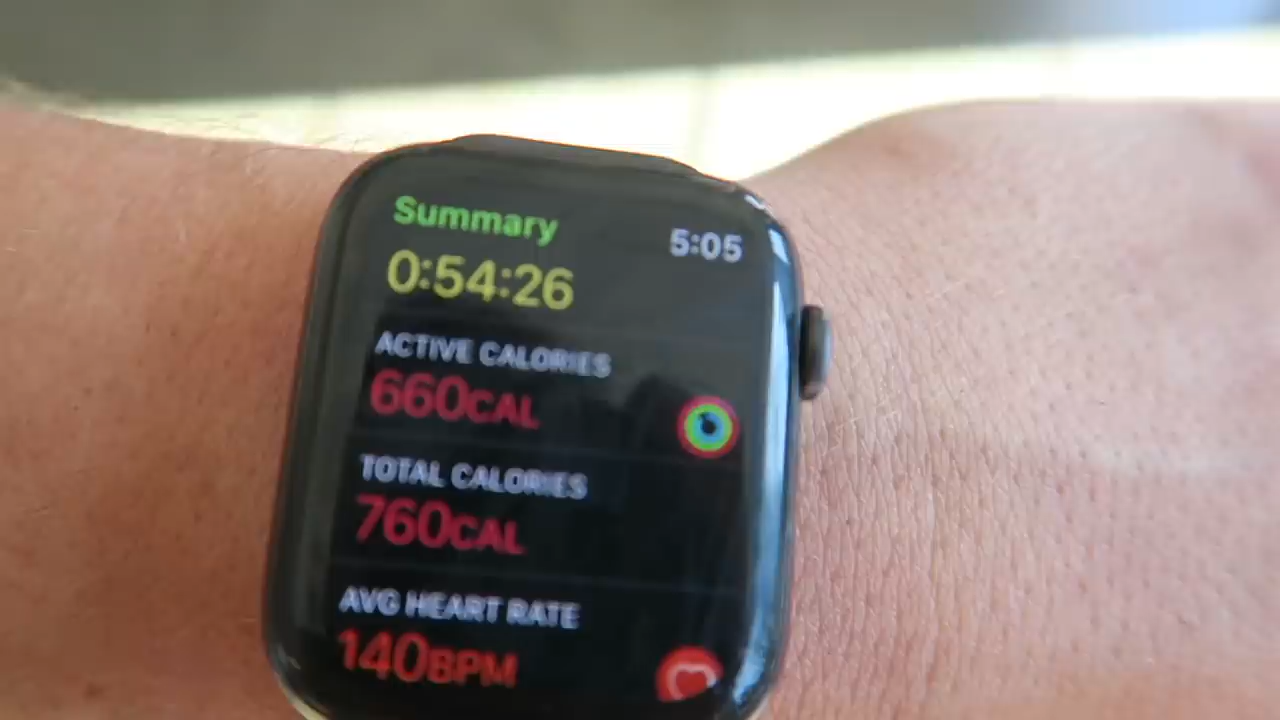 Summary
5:05
0:54:26
ACTIVE CALORIES
660CAL
TOTAL CALORIES
760CAL
AVG HEART RATE
140BPM